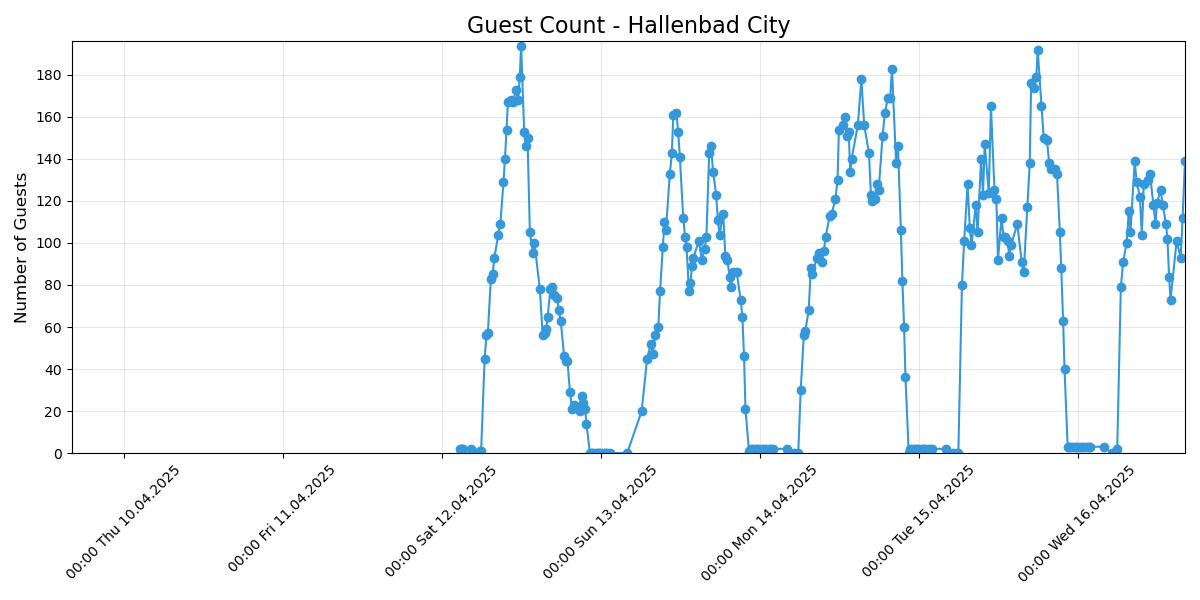 Guest Count - Hallenbad City
Number of Guests
180
160
140
120
100
80
60
40
20
0
00:00 Thu 10.04.2025
00:00 Fri 11.04.2025
00:00 Sat 12.04.2025
00:00 Sun 13.04.2025
00:00 Mon 14.04.2025
00:00 Tue 15.04.2025
00:00 Wed 16.04.2025